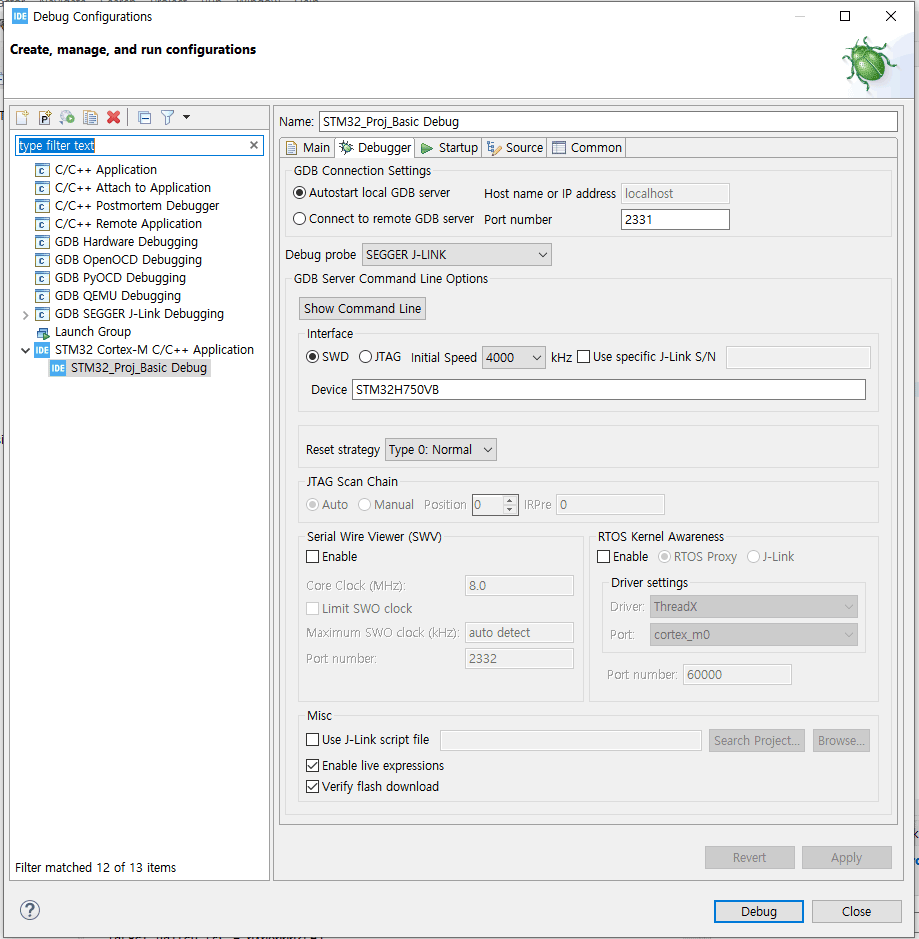 IDE Debug Configurations
Create, manage, and run configurations
type filter text
C/C++ Application
C/C++ Attach to Application
C/C++ Postmortem Debugger
C/C++ Remote Application
GDB Hardware Debugging
GDB OpenOCD Debugging
GDB PyOCD Debugging
GDB QEMU Debugging
GDB SEGGER J-Link Debugging
Launch Group
IDE STM32 Cortex-M C/C++ Application
IDE STM32_Proj_Basic Debug
Filter matched 12 of 13 items
Name: STM32_Proj_Basic Debug
Main Debugger Startup Source Common
GDB Connection Settings
Autostart local GDB server Host name or IP address localhost
Connect to remote GDB server Port number 2331
Debug probe SEGGER J-LINK
GDB Server Command Line Options
Show Command Line
Interface
SWD JTAG Initial Speed 4000 kHz Use specific J-Link S/N
Device STM32H750VB
Reset strategy Type 0: Normal
JTAG Scan Chain
Auto Manual Position 0 IRPre 0
Serial Wire Viewer (SWV)
Enable
Core Clock (MHz): 8.0
Limit SWO clock
Maximum SWO clock (kHz): auto detect
Port number: 2332
RTOS Kernel Awareness
Enable RTOS Proxy J-Link
Driver settings
Driver: ThreadX
Port: cortex_m0
Port number: 60000
Misc
Use J-Link script file Search Project... Browse...
Enable live expressions
Verify flash download
Revert Apply
Debug Close